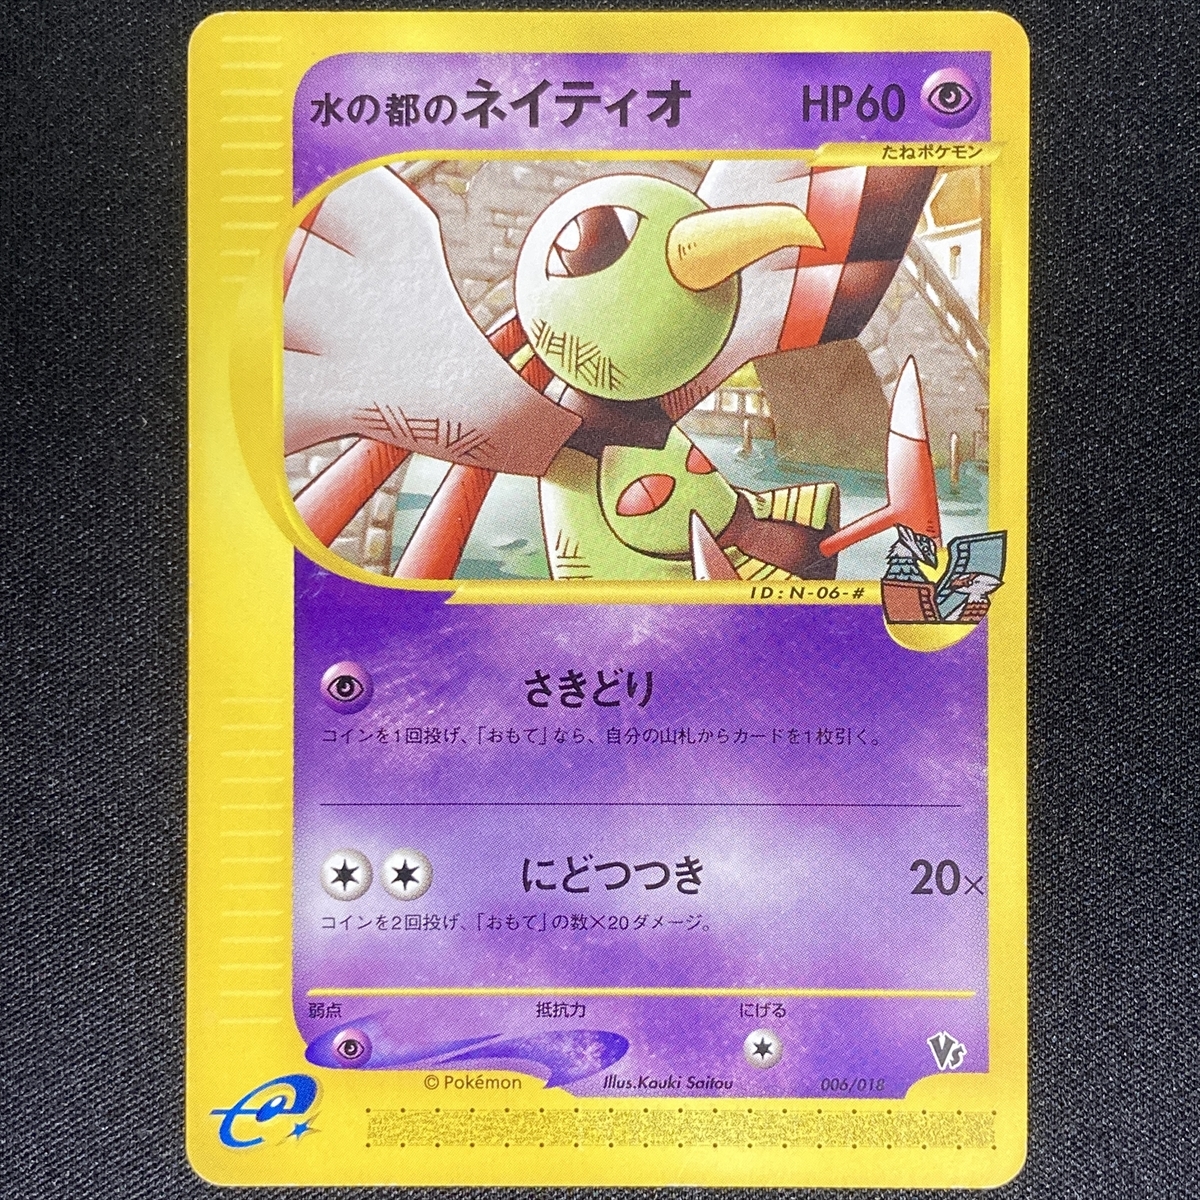 水の都のネイティオ HP60
たねポケモン
ID:N-06-#
さきどり
コインを1回投げ、「おもて」なら、自分の山札からカードを1枚引く。
にどつつき 20×
コインを2回投げ、「おもて」の数×20ダメージ。
弱点 抵抗力 にげる
VS
© Pokémon Illus.Kouki Saitou 006/018
e